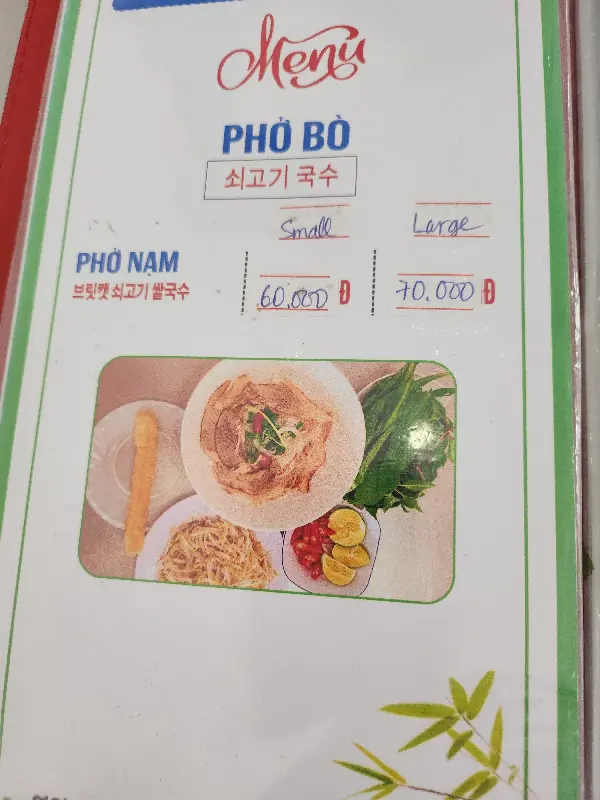 Menu
PHỞ BÒ
쇠고기 국수
Small Large
PHỞ NẠM 60,000 Đ 70.000 Đ
브릿캣 쇠고기 쌀국수